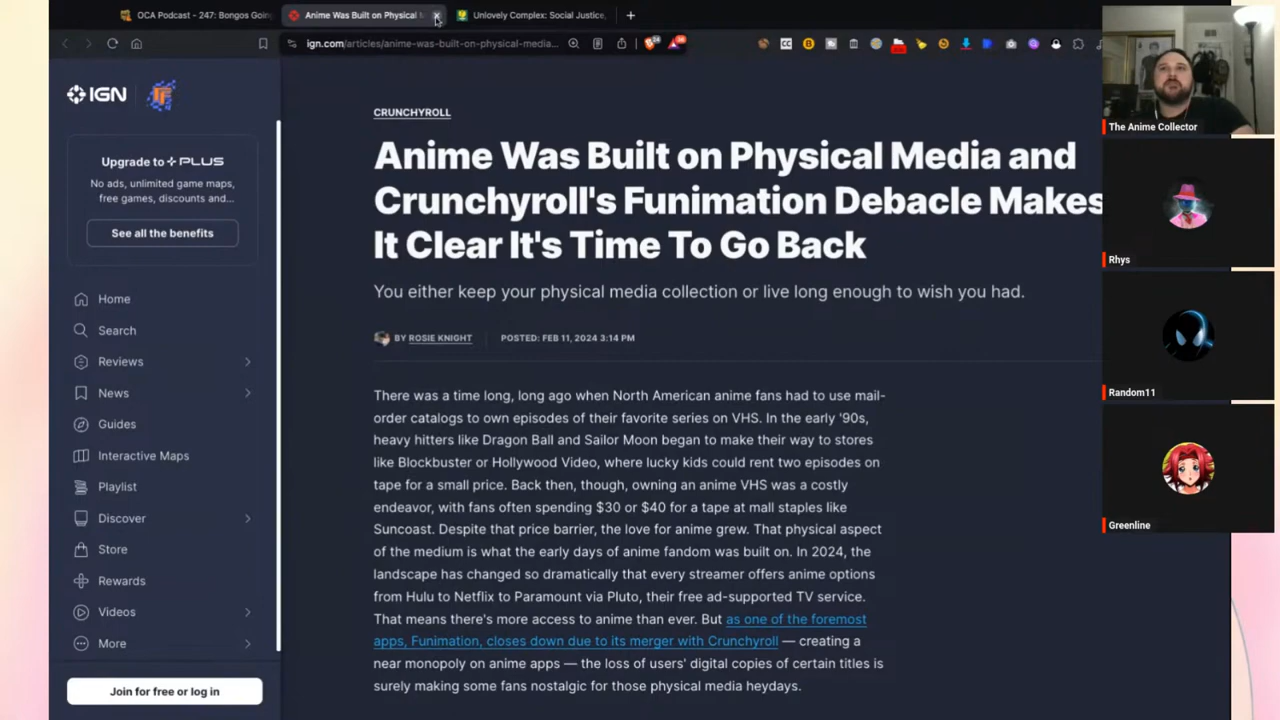 OCA Podcast - 247: Bongos Going
Anime Was Built on Physical
Unlovely Complex: Social Justice,
ign.com/articles/anime-was-built-on-physical-media...
IGN
Upgrade to PLUS
No ads, unlimited game maps,
free games, discounts and...
See all the benefits
Home
Search
Reviews
News
Guides
Interactive Maps
Playlist
Discover
Store
Rewards
Videos
More
Join for free or log in
CRUNCHYROLL
Anime Was Built on Physical Media and
Crunchyroll's Funimation Debacle Makes
It Clear It's Time To Go Back
You either keep your physical media collection or live long enough to wish you had.
BY ROSIE KNIGHT POSTED: FEB 11, 2024 3:14 PM
There was a time long, long ago when North American anime fans had to use mail-
order catalogs to own episodes of their favorite series on VHS. In the early '90s,
heavy hitters like Dragon Ball and Sailor Moon began to make their way to stores
like Blockbuster or Hollywood Video, where lucky kids could rent two episodes on
tape for a small price. Back then, though, owning an anime VHS was a costly
endeavor, with fans often spending $30 or $40 for a tape at mall staples like
Suncoast. Despite that price barrier, the love for anime grew. That physical aspect
of the medium is what the early days of anime fandom was built on. In 2024, the
landscape has changed so dramatically that every streamer offers anime options
from Hulu to Netflix to Paramount via Pluto, their free ad-supported TV service.
That means there's more access to anime than ever. But as one of the foremost
apps, Funimation, closes down due to its merger with Crunchyroll — creating a
near monopoly on anime apps — the loss of users' digital copies of certain titles is
surely making some fans nostalgic for those physical media heydays.
The Anime Collector
Rhys
Random11
Greenline